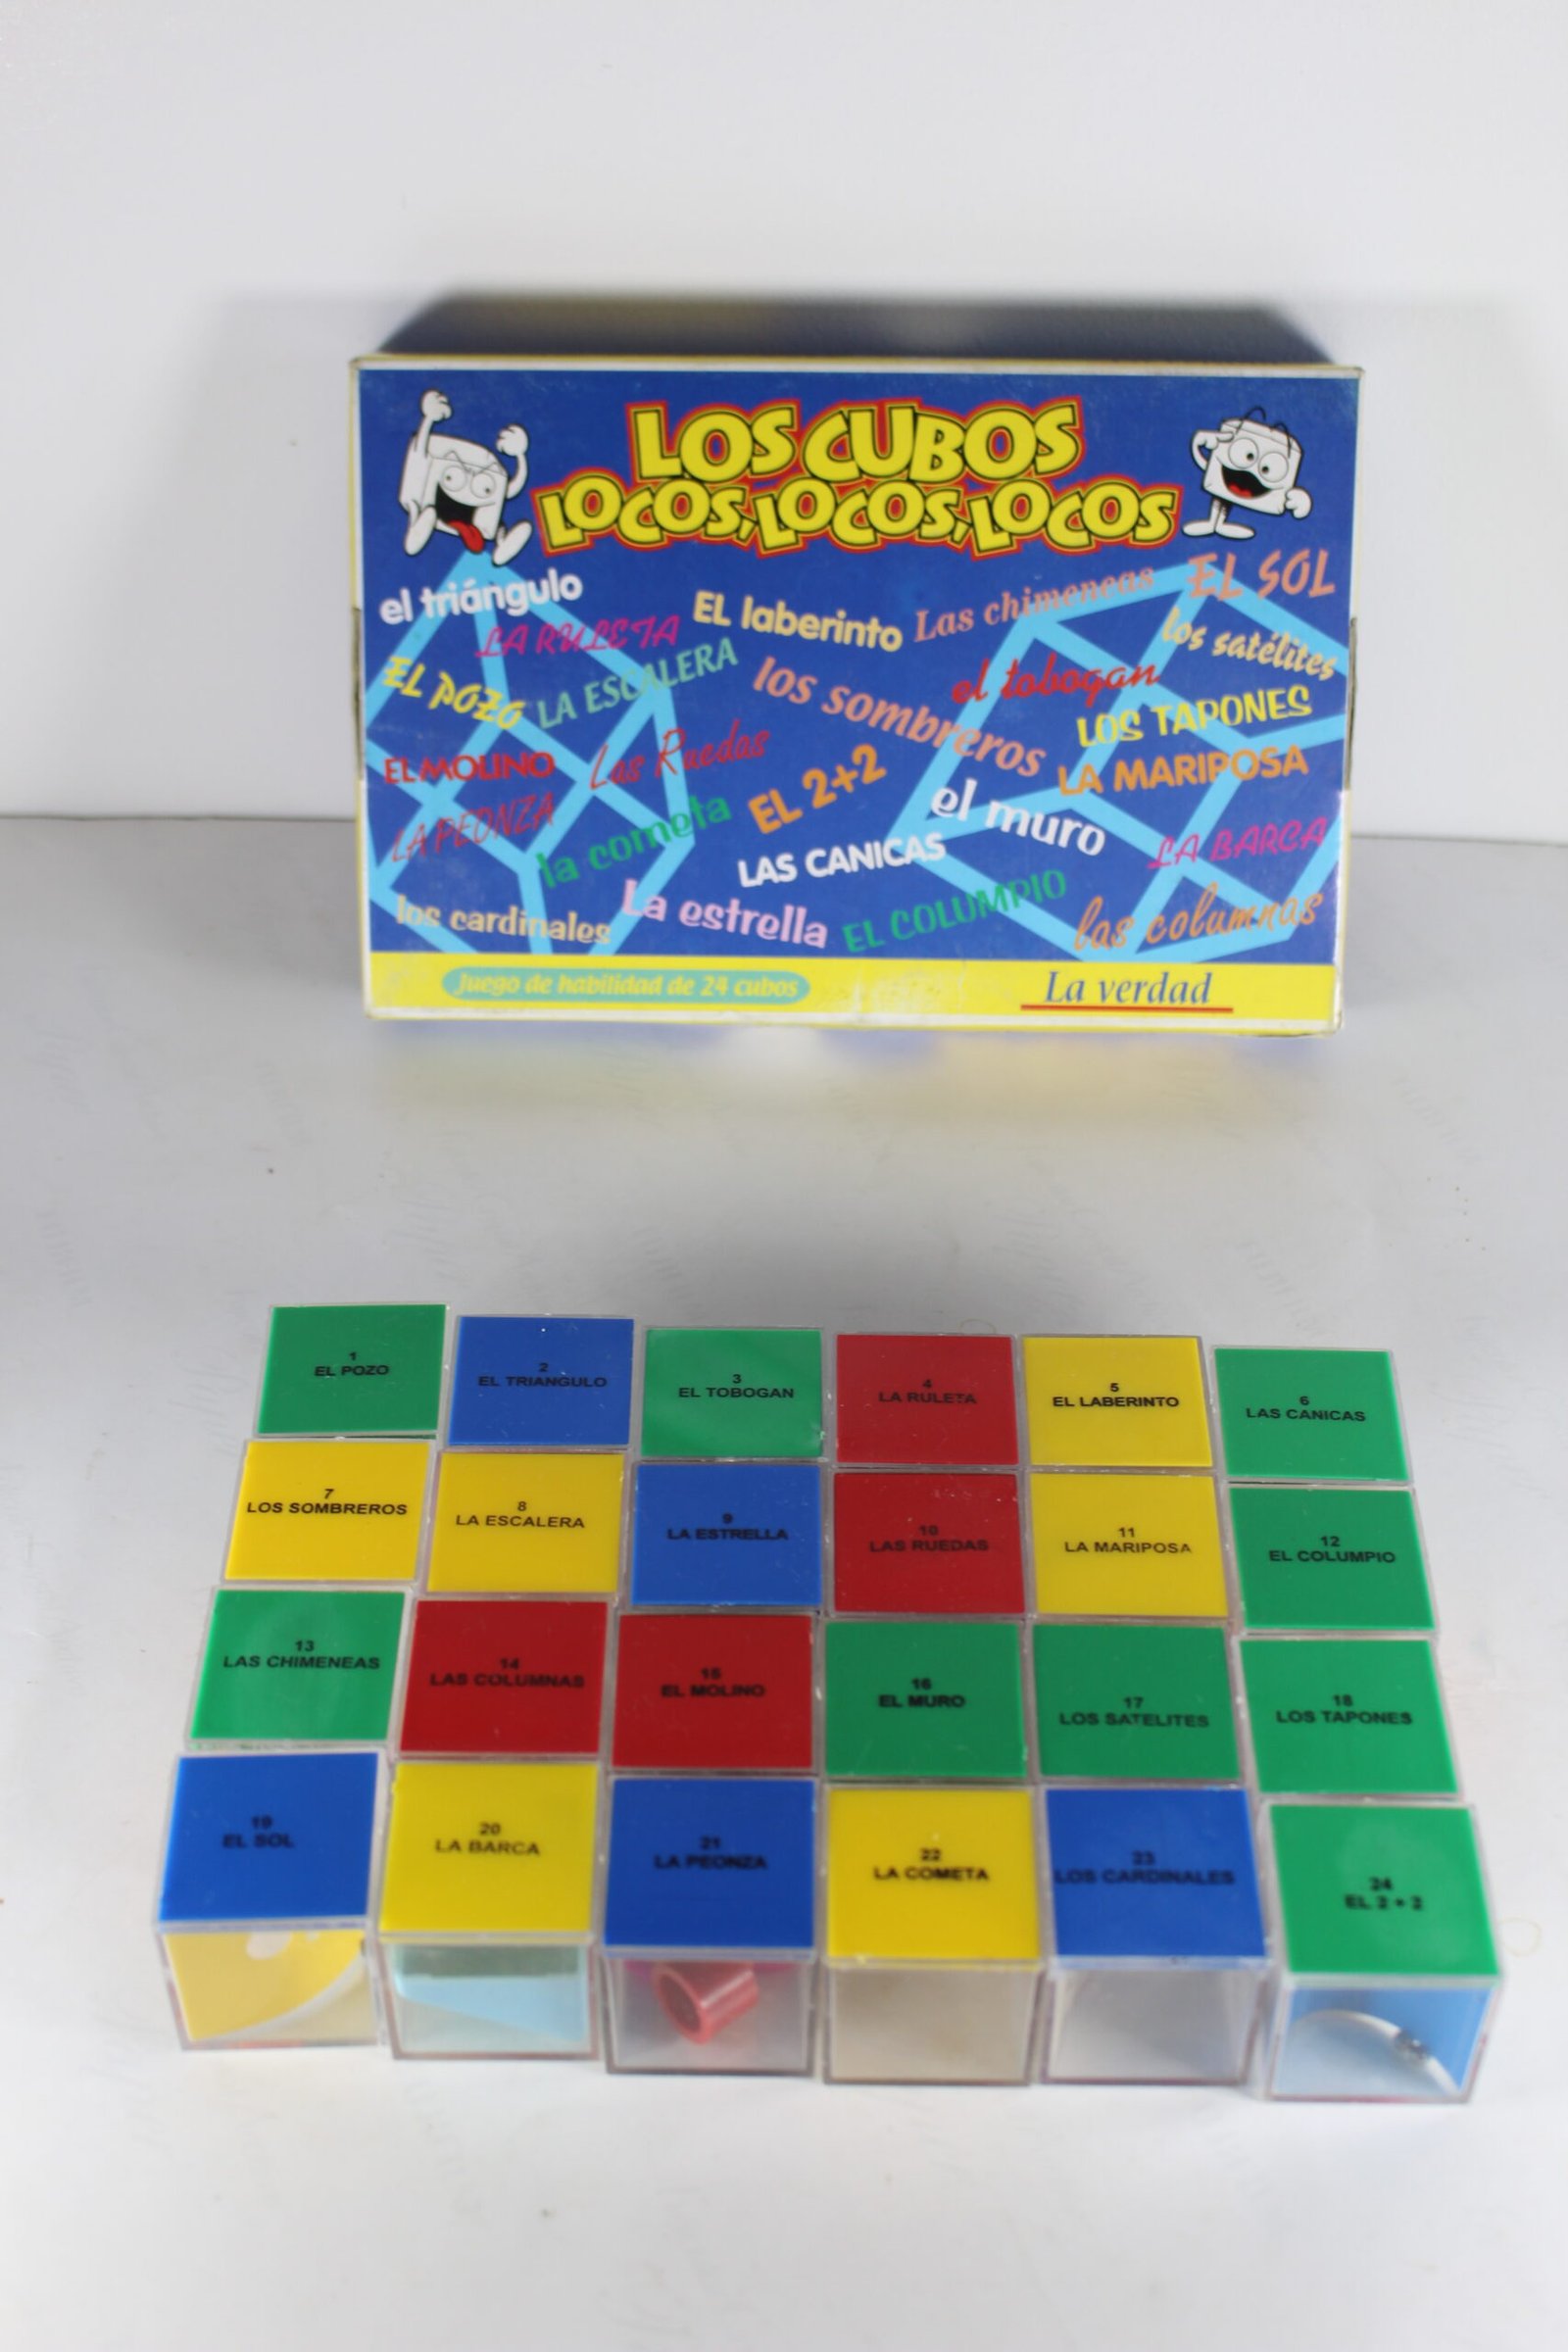 LOS CUBOS
LOCOS, LOCOS, LOCOS
el triángulo
LA RULETA
EL laberinto
Las chimeneas
EL SOL
los satélites
EL POZO
LA ESCALERA
los sombreros
el tobogan
LOS TAPONES
EL MOLINO
Las Ruedas
EL 2+2
LA MARIPOSA
LA PEONZA
la cometa
LAS CANICAS
el muro
LA BARCA
los cardinales
La estrella
EL COLUMPIO
las columnas
Juego de habilidad de 24 cubos
La verdad
1
EL POZO
2
EL TRIANGULO
3
EL TOBOGAN
4
LA RULETA
5
EL LABERINTO
6
LAS CANICAS
7
LOS SOMBREROS
8
LA ESCALERA
9
LA ESTRELLA
10
LAS RUEDAS
11
LA MARIPOSA
12
EL COLUMPIO
13
LAS CHIMENEAS
14
LAS COLUMNAS
15
EL MOLINO
16
EL MURO
17
LOS SATELITES
18
LOS TAPONES
19
EL SOL
20
LA BARCA
21
LA PEONZA
22
LA COMETA
23
LOS CARDINALES
24
EL 2 + 2